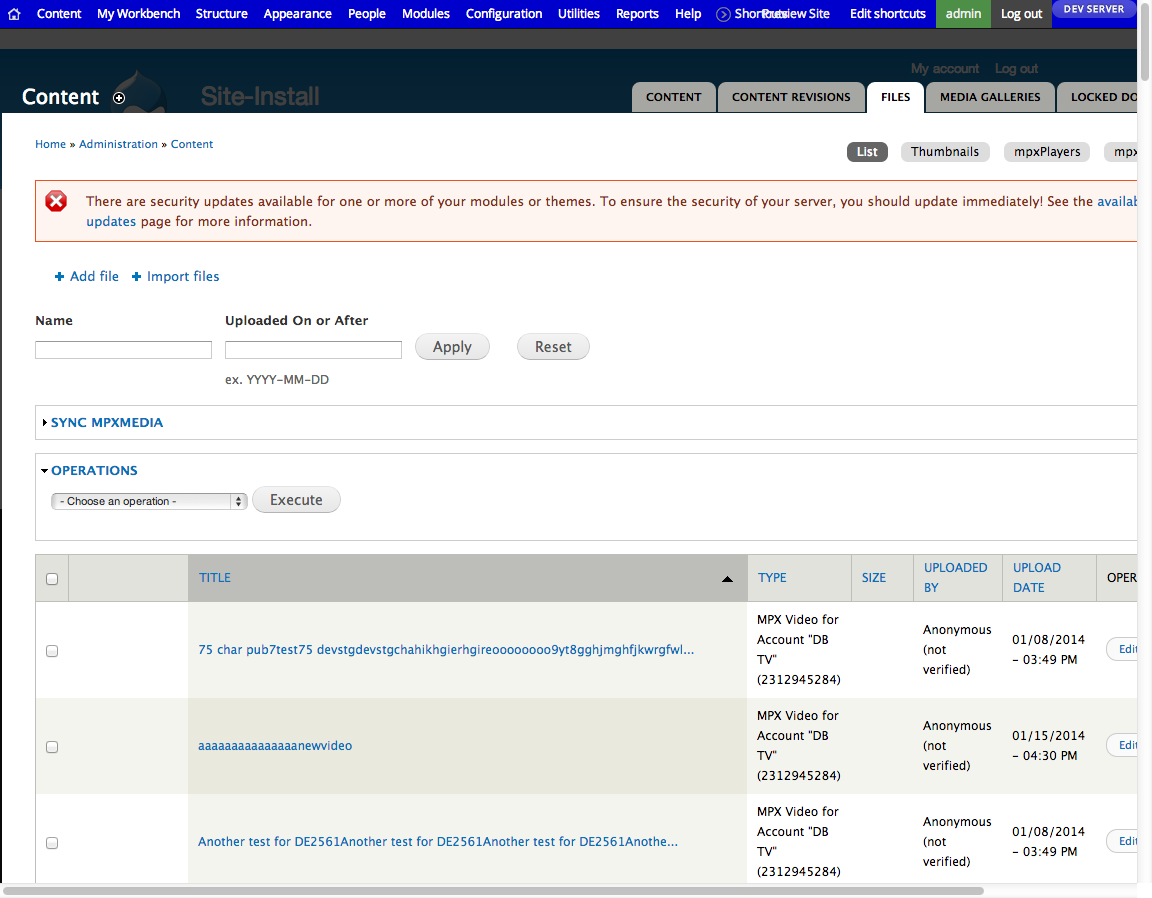 Content My Workbench Structure Appearance People Modules Configuration Utilities Reports Help Shortcuts Preview Site Edit shortcuts admin Log out DEV SERVER
My account Log out
Content Site-Install CONTENT CONTENT REVISIONS FILES MEDIA GALLERIES LOCKED DO
Home » Administration » Content
List Thumbnails mpxPlayers mpx
There are security updates available for one or more of your modules or themes. To ensure the security of your server, you should update immediately! See the availab
updates page for more information.
Add file Import files
Name Uploaded On or After
Apply Reset
ex. YYYY-MM-DD
SYNC MPXMEDIA
OPERATIONS
- Choose an operation - Execute
TITLE TYPE SIZE UPLOADED BY UPLOAD DATE OPER
75 char pub7test75 devstgdevstgchahikhgierhgireoooooooo9yt8gghjmghfjkwrgfwl...
MPX Video for
Account "DB
TV"
(2312945284)
Anonymous
(not
verified)
01/08/2014
- 03:49 PM
Edit
aaaaaaaaaaaaaaanewvideo
MPX Video for
Account "DB
TV"
(2312945284)
Anonymous
(not
verified)
01/15/2014
- 04:30 PM
Edit
Another test for DE2561Another test for DE2561Another test for DE2561Anothe...
MPX Video for
Account "DB
TV"
(2312945284)
Anonymous
(not
verified)
01/08/2014
- 03:49 PM
Edit